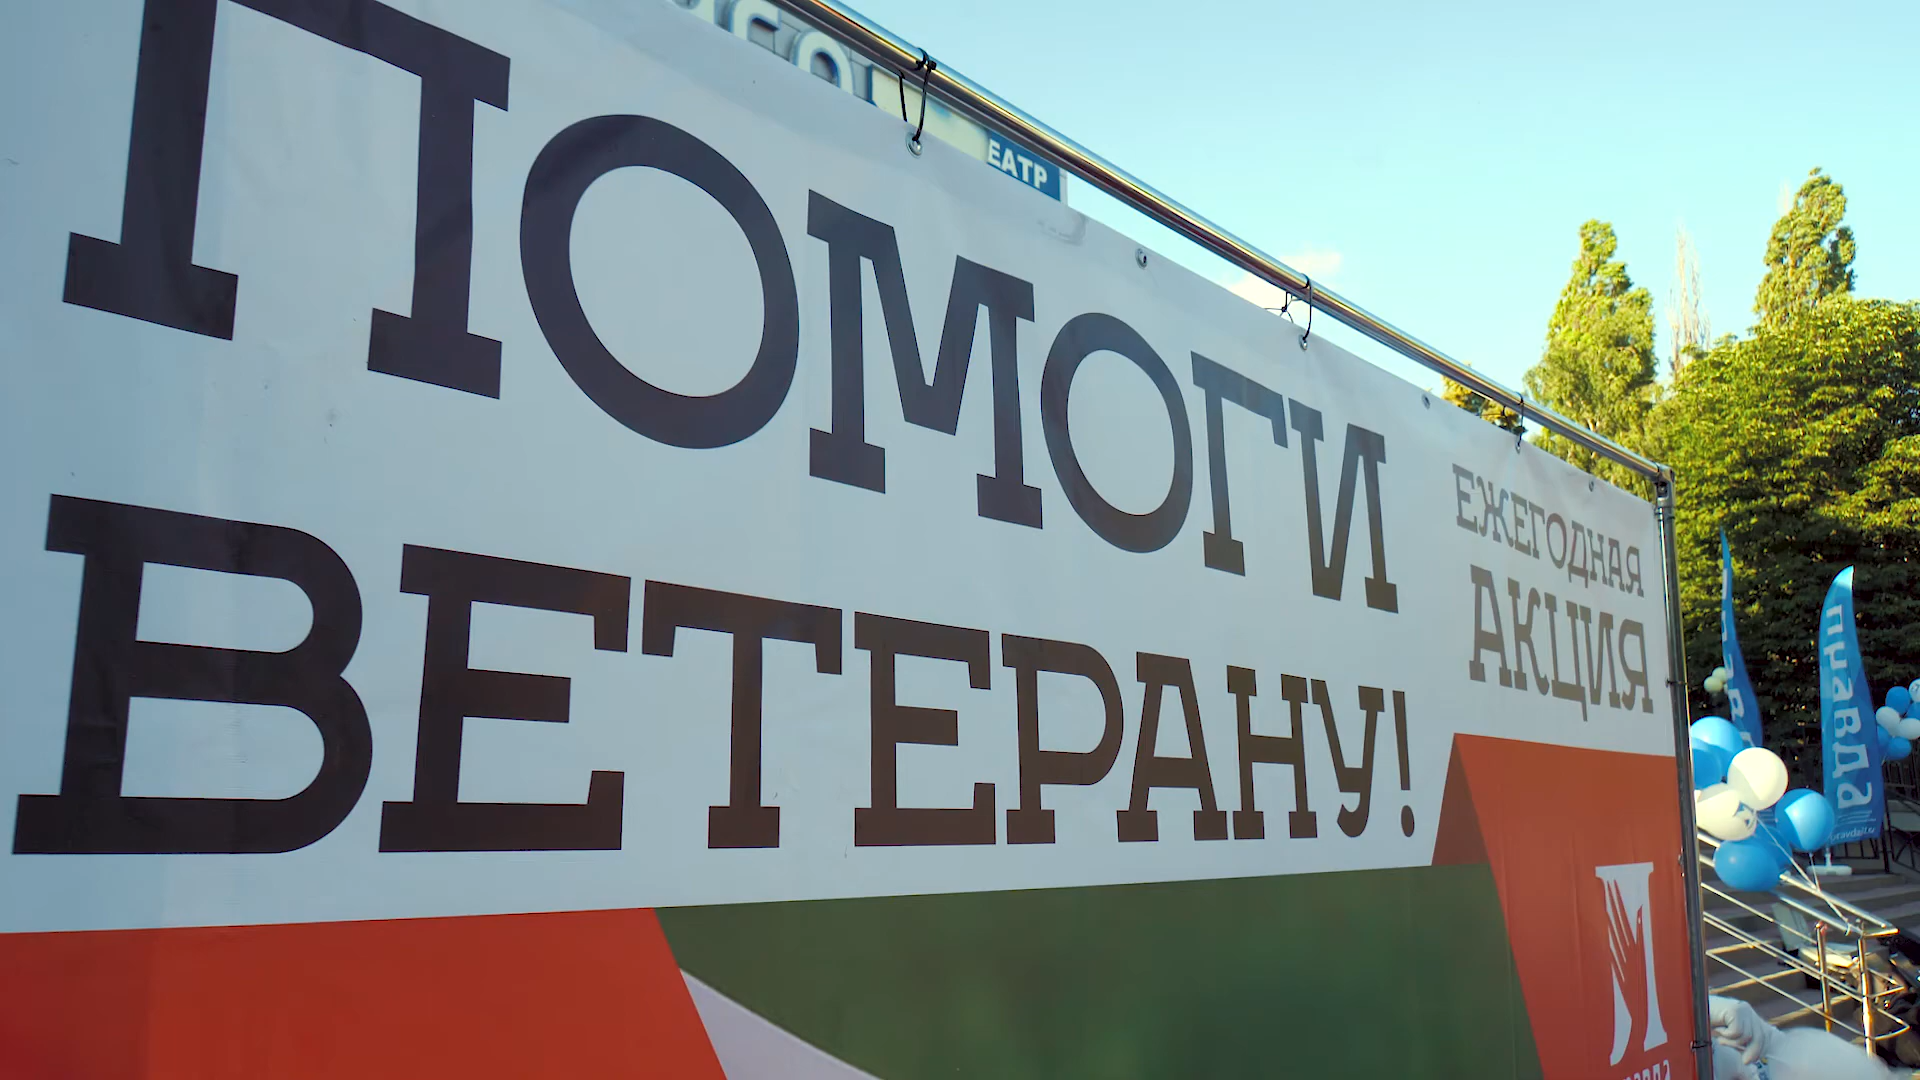 ЕАТР
ПОМОГИ
ВЕТЕРАНУ!
ЕЖЕГОДНАЯ
АКЦИЯ
правда